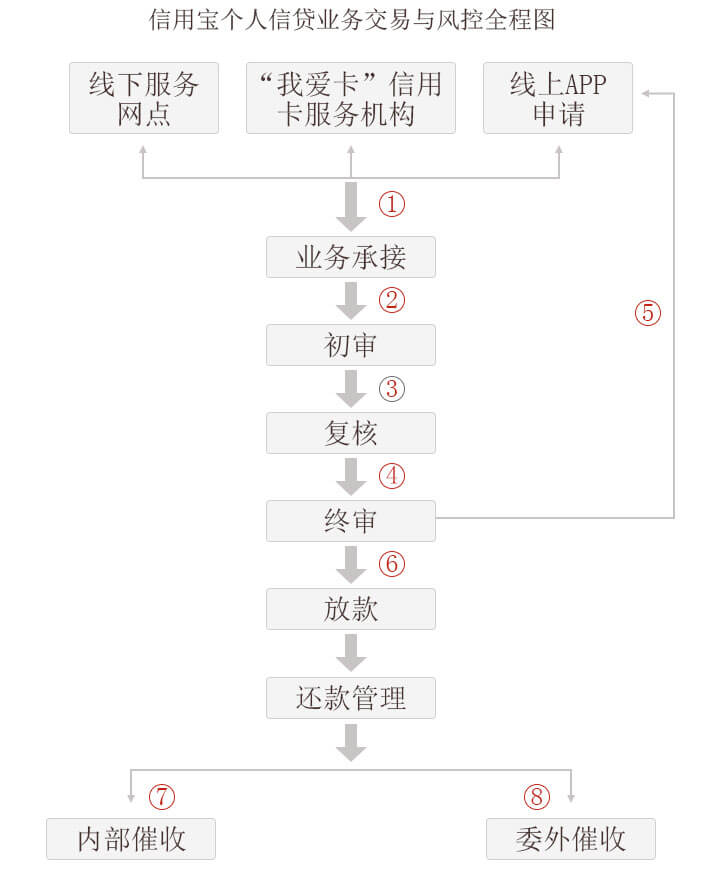 信用宝个人信贷业务交易与风控全程图
线下服务
网点
“我爱卡”信用
卡服务机构
线上APP
申请
①
业务承接
②
⑤
初审
③
复核
④
终审
⑥
放款
还款管理
⑦
⑧
内部催收
委外催收